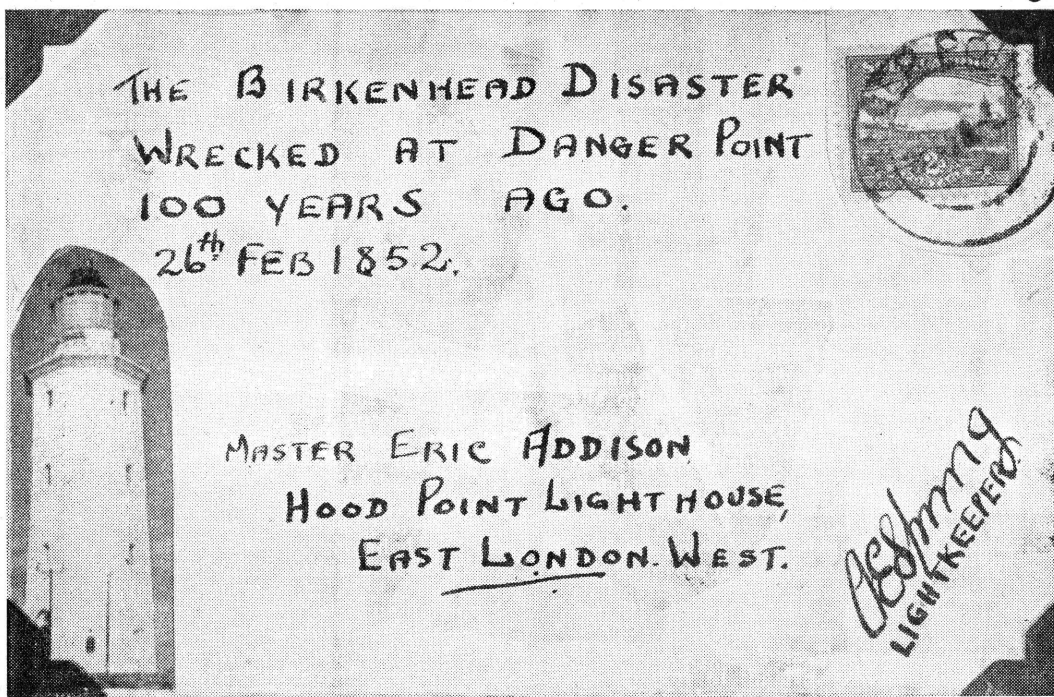 THE BIRKENHEAD DISASTER
WRECKED AT DANGER POINT
100 YEARS AGO.
26th FEB 1852.
MASTER ERIC ADDISON
HOOD POINT LIGHTHOUSE,
EAST LONDON. WEST.
LIGHTKEEPER